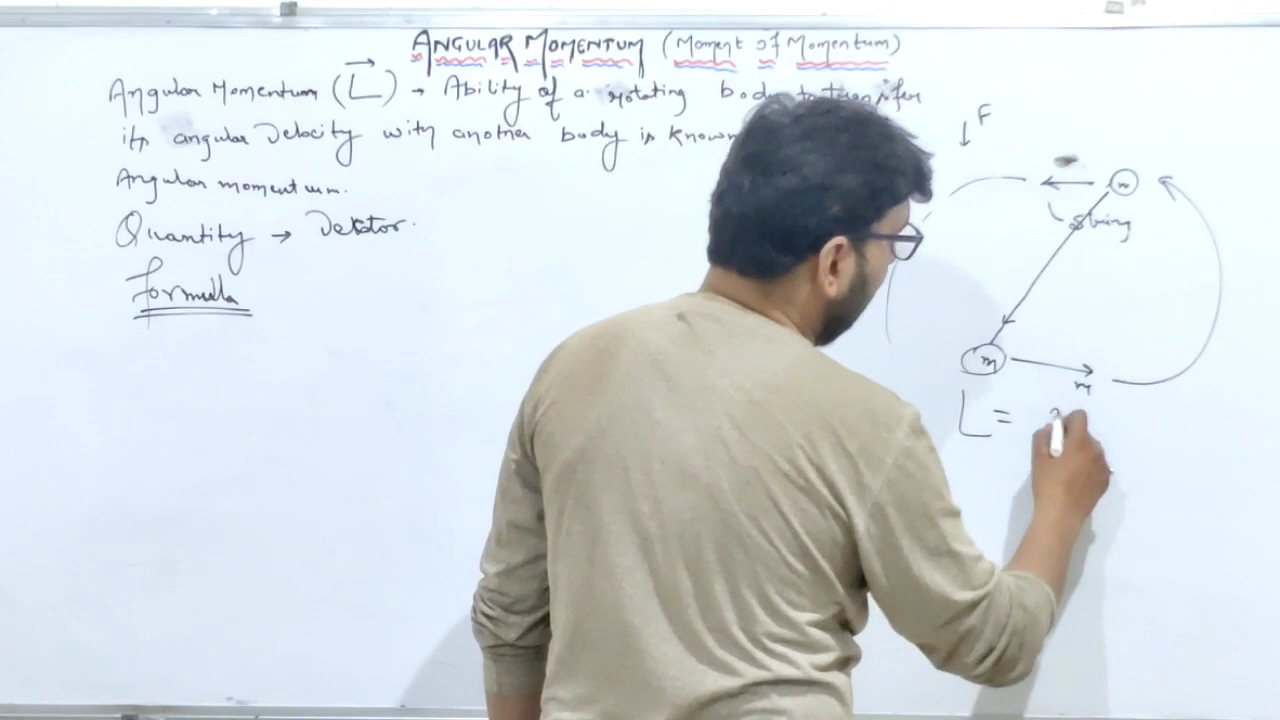 ANGULAR MOMENTUM (Moment of Momentum)
Angular Momentum (L) → Ability of a rotating body to transfer
its angular velocity with another body is known
Angular momentum.
Quantity → Vector.
Formula
F
m
string
m
m
L =